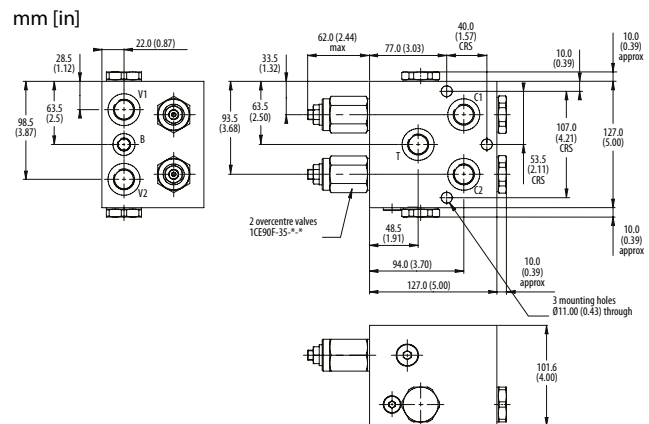 mm [in]
22.0 (0.87)
28.5
(1.12)
63.5
(2.5)
98.5
(3.87)
V1
B
V2
62.0 (2.44)
max
77.0 (3.03)
40.0
(1.57)
CRS
10.0
(0.39)
approx
10.0
(0.39)
33.5
(1.32)
63.5
(2.50)
93.5
(3.68)
C1
T
C2
107.0
(4.21)
CRS
127.0
(5.00)
53.5
(2.11)
CRS
2 overcentre valves
1CE90F-35-*-*
48.5
(1.91)
94.0 (3.70)
127.0 (5.00)
10.0
(0.39)
approx
10.0
(0.39)
approx
3 mounting holes
Ø11.00 (0.43) through
101.6
(4.00)